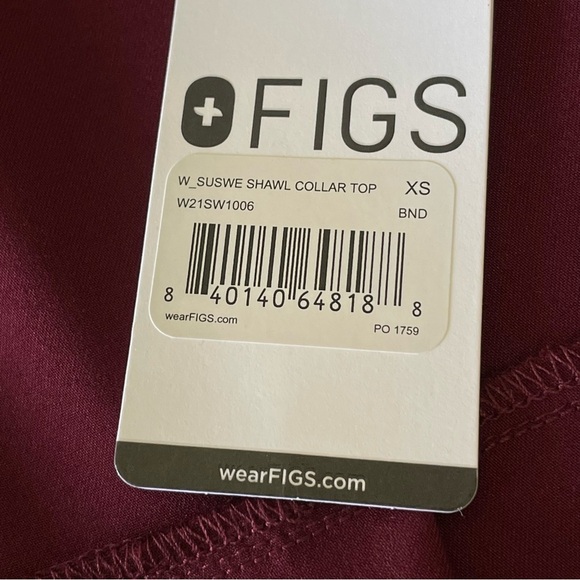 FIGS
W_SUSWE SHAWL COLLAR TOP XS
W21SW1006 BND
8 40140 64818 8
wearFIGS.com PO 1759
wearFIGS.com